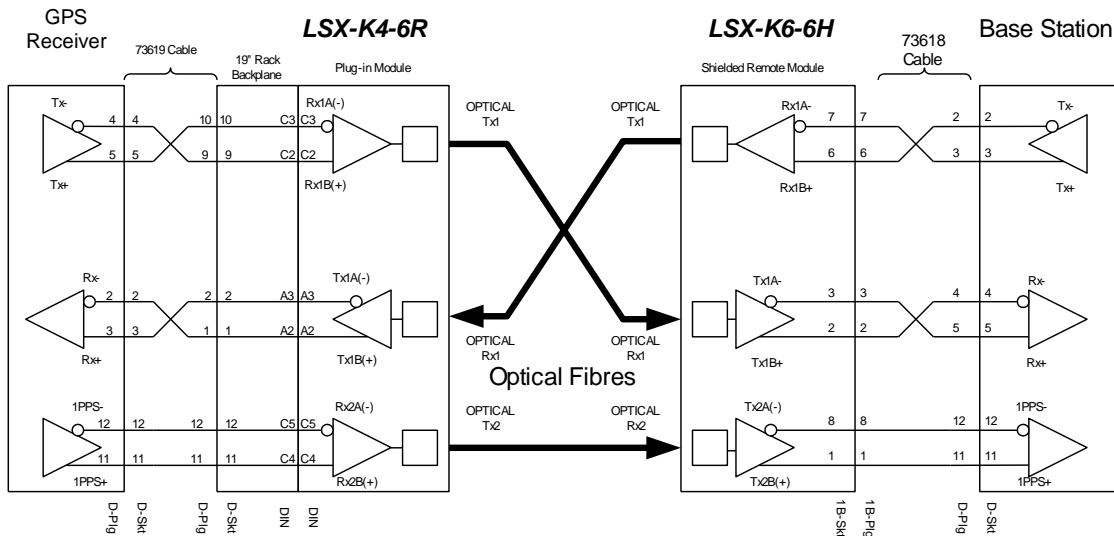 GPS
Receiver
LSX-K4-6R
LSX-K6-6H
Base Station
73619 Cable
19" Rack
Backplane
Plug-in Module
Shielded Remote Module
73618
Cable
Tx-
4 4 10 10 C3 C3
Rx1A(-)
5 5 9 9 C2 C2
Tx+
Rx1B(+)
OPTICAL
Tx1
OPTICAL
Tx1
Rx1A-
7 7 2 2
Tx-
6 6 3 3
Rx1B+
Tx+
Rx-
2 2 2 2 A3 A3
Tx1A(-)
3 3 1 1 A2 A2
Rx+
Tx1B(+)
OPTICAL
Rx1
OPTICAL
Rx1
Tx1A-
3 3 4 4
Rx-
2 2 5 5
Tx1B+
Rx+
Optical Fibres
1PPS-
12 12 12 12 C5 C5
Rx2A(-)
11 11 11 11 C4 C4
1PPS+
Rx2B(+)
OPTICAL
Tx2
OPTICAL
Rx2
Tx2A(-)
8 8 12 12
1PPS-
1 1 11 11
Tx2B(+)
1PPS+
D-Plg
D-Skt
D-Plg
D-Skt
DIN
DIN
1B-Skt
1B-Plg
D-Plg
D-Skt